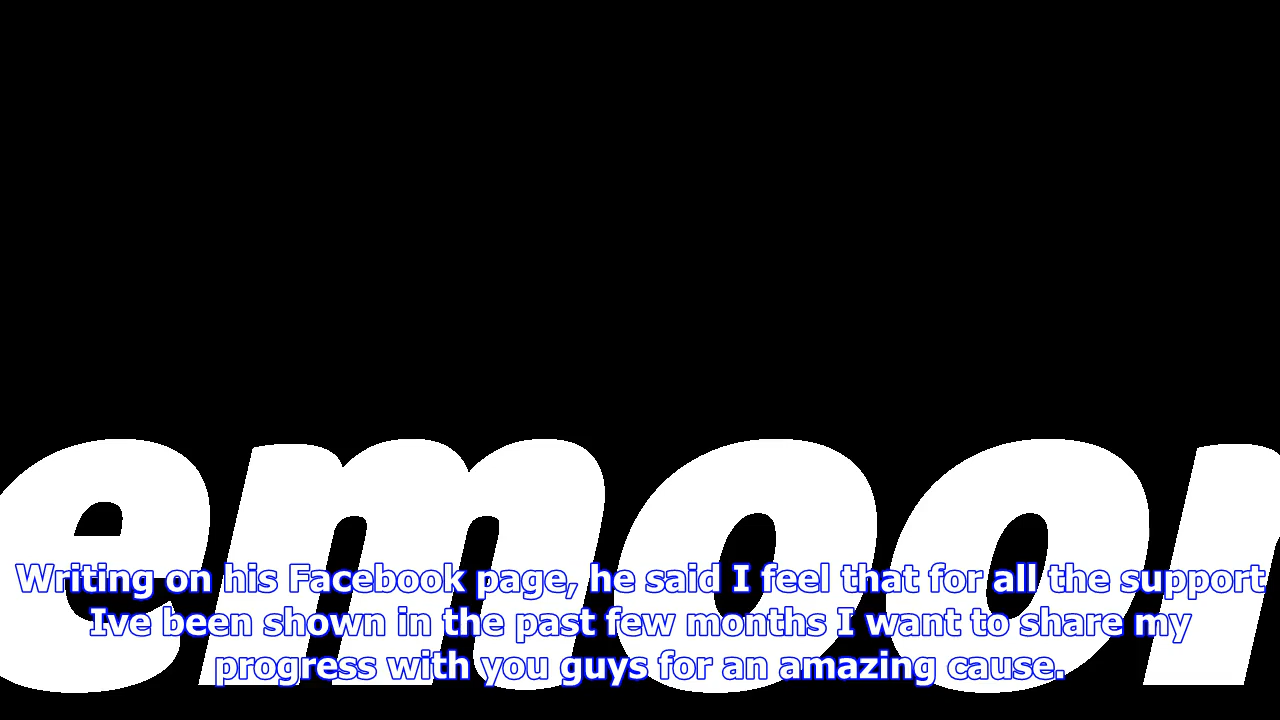 emoon
Writing on his Facebook page, he said I feel that for all the support
Ive been shown in the past few months I want to share my
progress with you guys for an amazing cause.